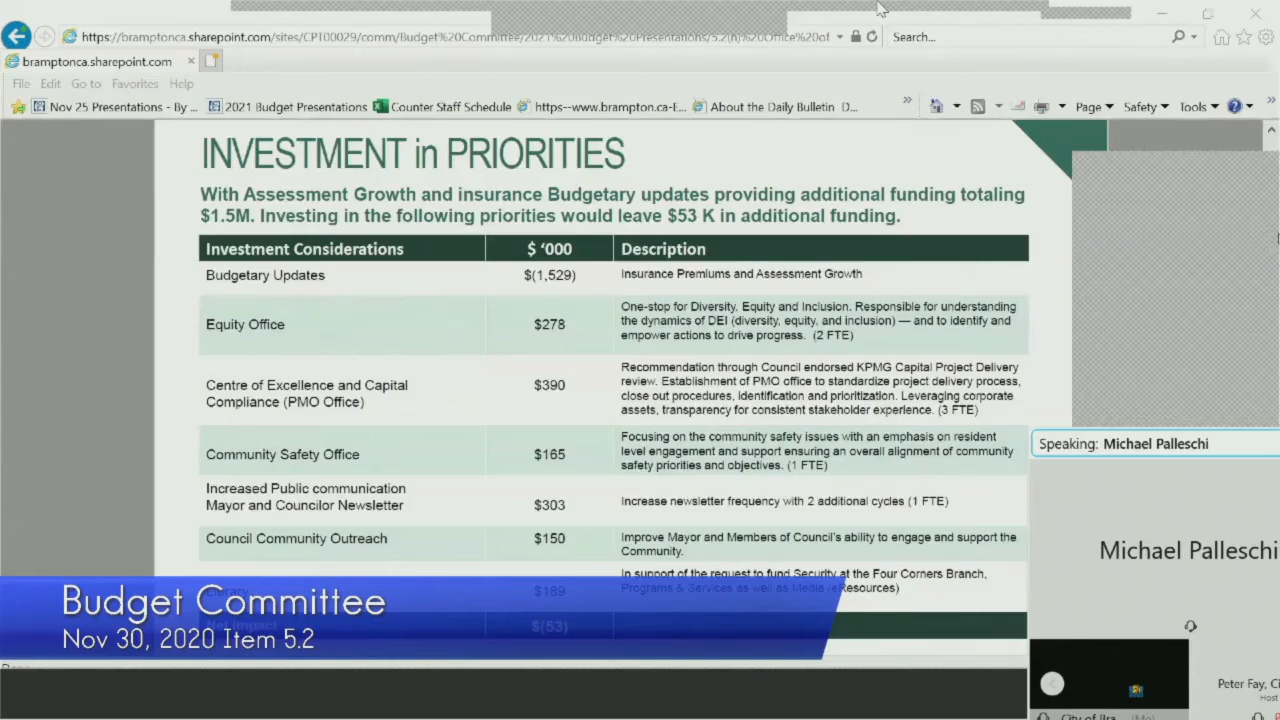 https://bramptonca.sharepoint.com/sites/CPT00029/comm/Budget%20Committee/2021%20Budget%20Presentations/5.2(h)%20Office%20of
Search...
bramptonca.sharepoint.com
File Edit Go to Favorites Help
Nov 25 Presentations - By ... 2021 Budget Presentations Counter Staff Schedule https--www.brampton.ca-E... About the Daily Bulletin D... Page Safety Tools
INVESTMENT in PRIORITIES
With Assessment Growth and insurance Budgetary updates providing additional funding totaling
$1.5M. Investing in the following priorities would leave $53 K in additional funding.
Investment Considerations $ ‘000 Description
Budgetary Updates $(1,529) Insurance Premiums and Assessment Growth
Equity Office $278 One-stop for Diversity, Equity and Inclusion. Responsible for understanding
the dynamics of DEI (diversity, equity, and inclusion) — and to identify and
empower actions to drive progress. (2 FTE)
Centre of Excellence and Capital
Compliance (PMO Office) $390 Recommendation through Council endorsed KPMG Capital Project Delivery
review. Establishment of PMO office to standardize project delivery process,
close out procedures, identification and prioritization. Leveraging corporate
assets, transparency for consistent stakeholder experience. (3 FTE)
Community Safety Office $165 Focusing on the community safety issues with an emphasis on resident
level engagement and support ensuring an overall alignment of community
safety priorities and objectives. (1 FTE)
Increased Public communication
Mayor and Councilor Newsletter $303 Increase newsletter frequency with 2 additional cycles (1 FTE)
Council Community Outreach $150 Improve Mayor and Members of Council's ability to engage and support the
Community.
Library $189 In support of the request to fund Security at the Four Corners Branch,
Programs & Services as well as Media (eResources)
Net Impact $(53)
Budget Committee
Nov 30, 2020 Item 5.2
Speaking: Michael Palleschi
Michael Palleschi
Peter Fay, Ci
Host
City of Bra... (Me)